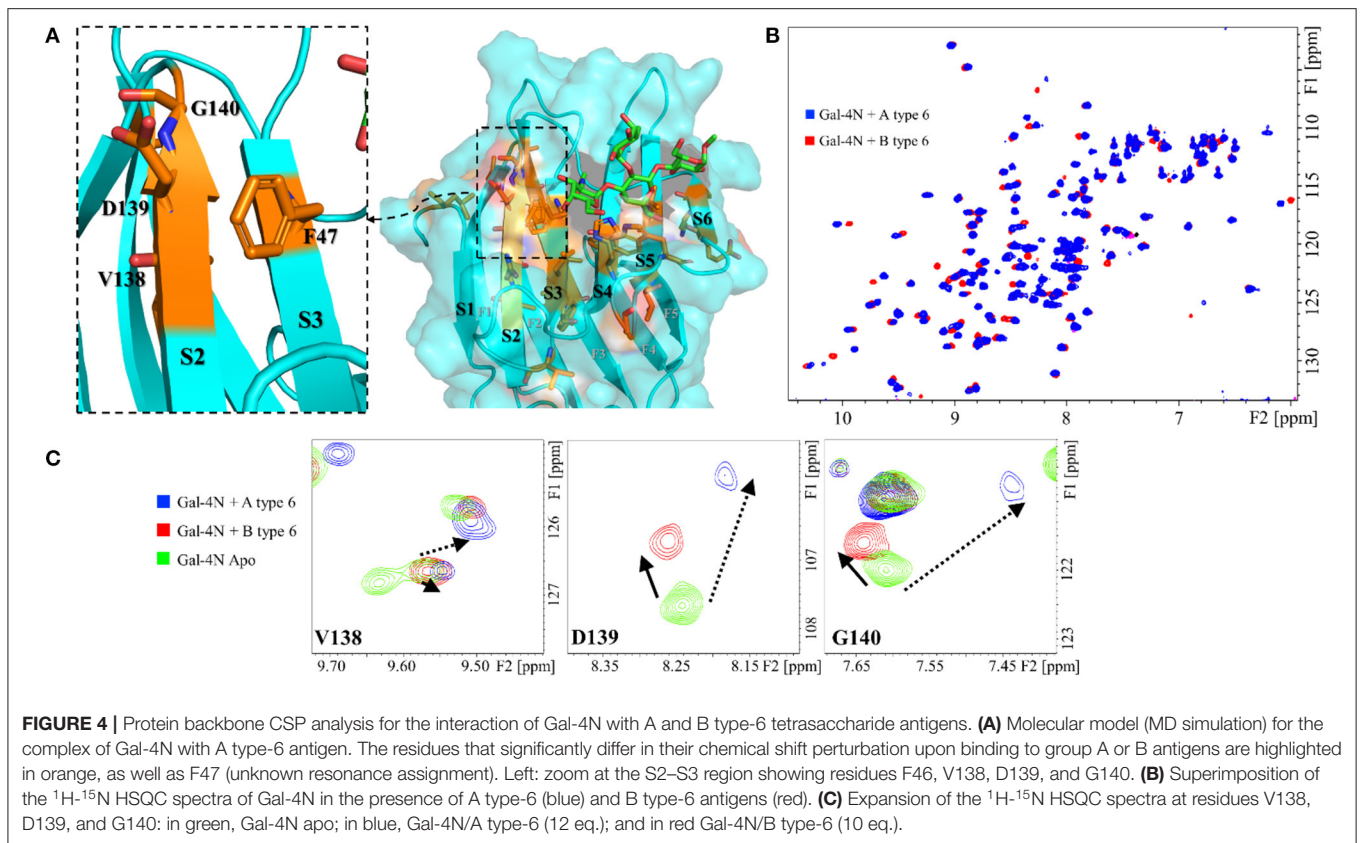 A
G140
D139
F47
V138
S3
S2
S6
S5
S4
S3
S1
S2
F1
F2
F3
F4
F5
B
Gal-4N + A type 6
Gal-4N + B type 6
F1 [ppm]
110
115
120
125
130
10 9 8 7 F2 [ppm]
C
Gal-4N + A type 6
Gal-4N + B type 6
Gal-4N Apo
V138
F1 [ppm]
126
127
9.70 9.60 9.50 F2 [ppm]
D139
F1 [ppm]
107
108
8.35 8.25 8.15 F2 [ppm]
G140
F1 [ppm]
122
123
7.65 7.55 7.45 F2 [ppm]
FIGURE 4 | Protein backbone CSP analysis for the interaction of Gal-4N with A and B type-6 tetrasaccharide antigens. (A) Molecular model (MD simulation) for the
complex of Gal-4N with A type-6 antigen. The residues that significantly differ in their chemical shift perturbation upon binding to group A or B antigens are highlighted
in orange, as well as F47 (unknown resonance assignment). Left: zoom at the S2–S3 region showing residues F46, V138, D139, and G140. (B) Superimposition of
the ¹H-¹⁵N HSQC spectra of Gal-4N in the presence of A type-6 (blue) and B type-6 antigens (red). (C) Expansion of the ¹H-¹⁵N HSQC spectra at residues V138,
D139, and G140: in green, Gal-4N apo; in blue, Gal-4N/A type-6 (12 eq.); and in red Gal-4N/B type-6 (10 eq.).